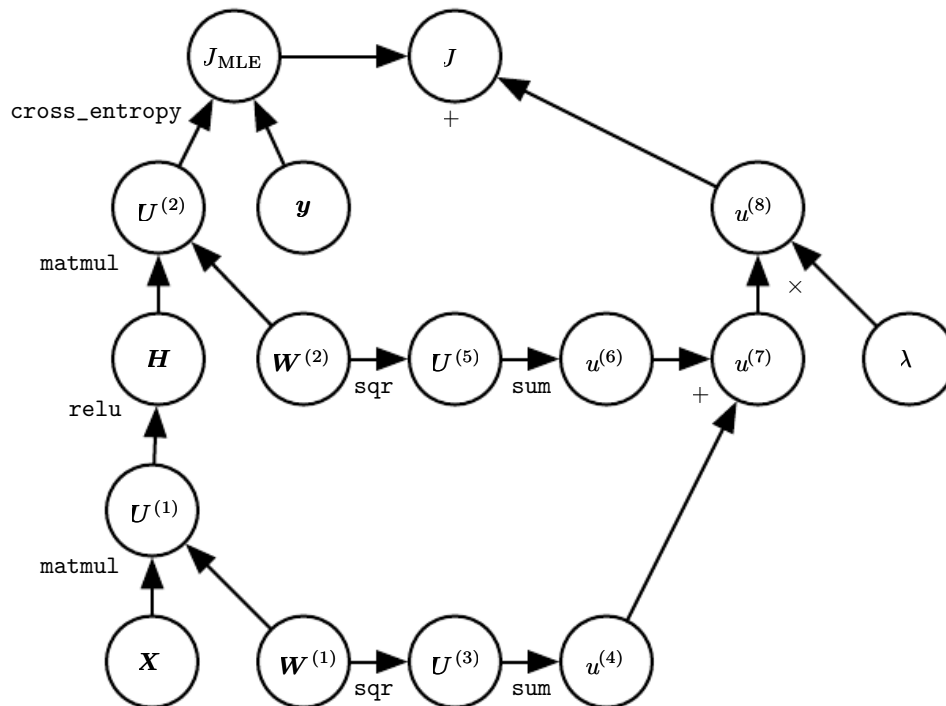 J_MLE J
cross_entropy +
U^(2) y u^(8)
matmul ×
H W^(2) U^(5) u^(6) u^(7) λ
sqr sum +
relu
U^(1)
matmul
X W^(1) U^(3) u^(4)
sqr sum